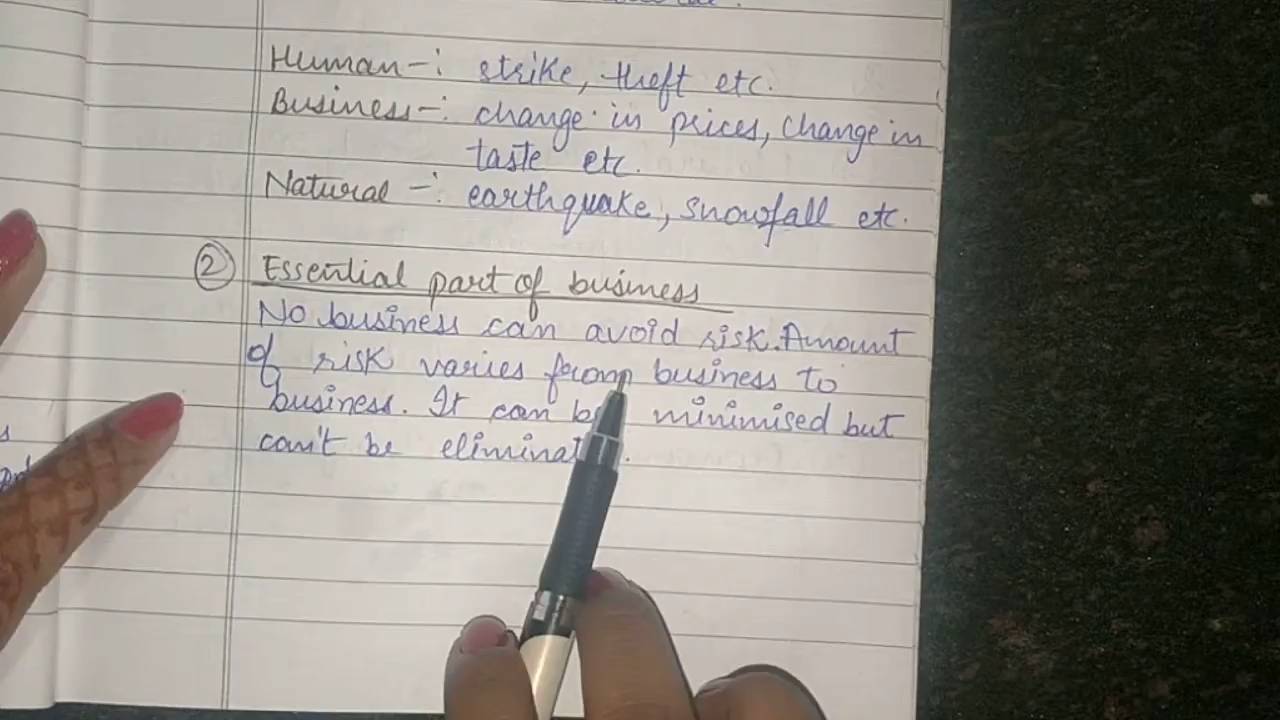 Human -: strike, theft etc.
Business -: change in prices, change in
taste etc.
Natural -: earthquake, snowfall etc.
② Essential part of business
No business can avoid risk. Amount
of risk varies from business to
business. It can be minimised but
can't be